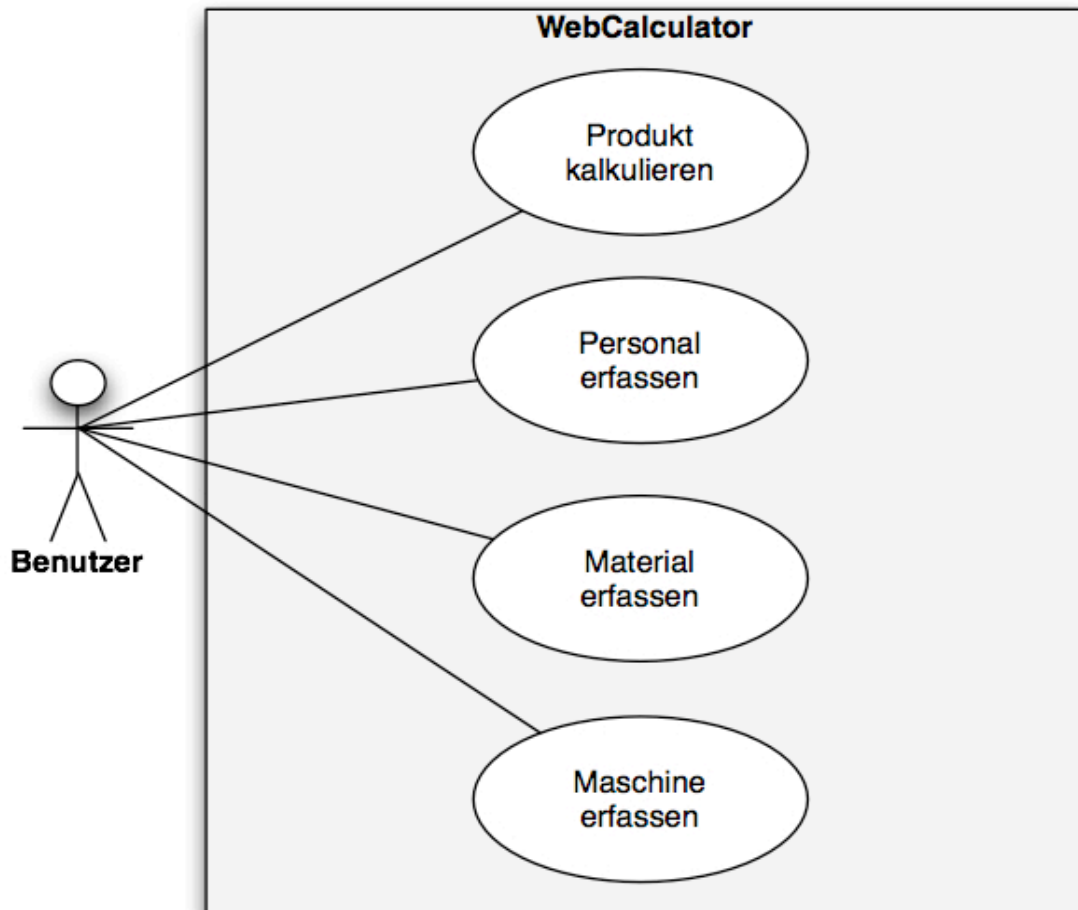 WebCalculator
Produkt
kalkulieren
Personal
erfassen
Benutzer
Material
erfassen
Maschine
erfassen